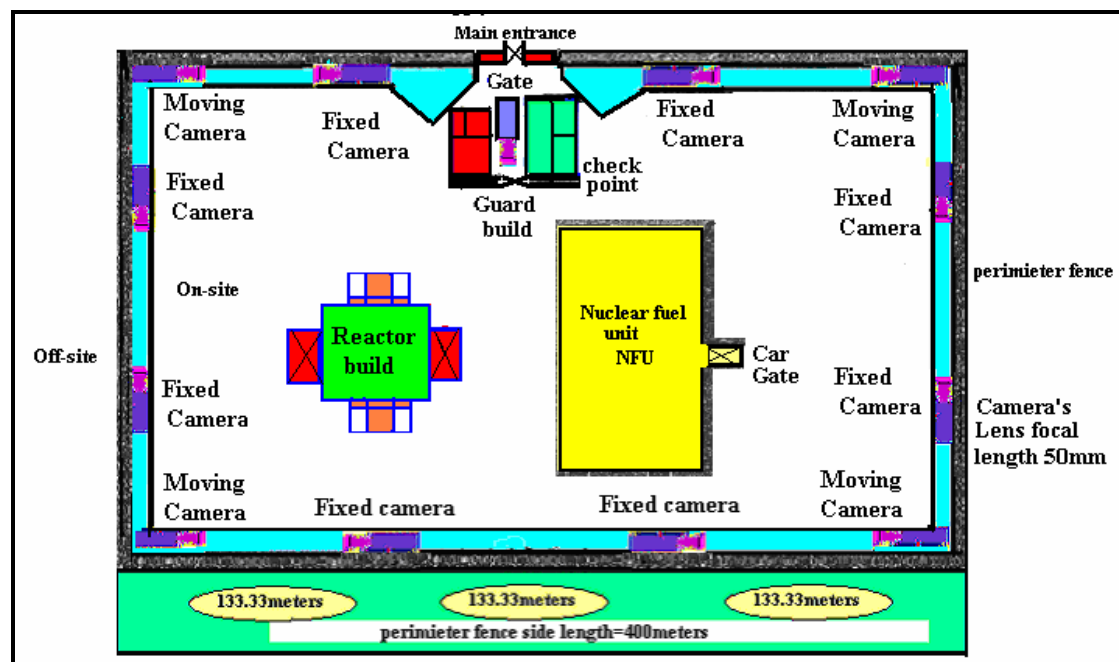 Main entrance
Gate
Moving
Camera
Fixed
Camera
Fixed
Camera
Moving
Camera
check
point
Fixed
Camera
Guard
build
Fixed
Camera
perimieter fence
On-site
Nuclear fuel
unit
NFU
Reactor
build
Off-site
Car
Gate
Fixed
Camera
Fixed
Camera
Camera's
Lens focal
length 50mm
Moving
Camera
Moving
Camera
Fixed camera
Fixed camera
133.33meters
133.33meters
133.33meters
perimieter fence side length=400meters